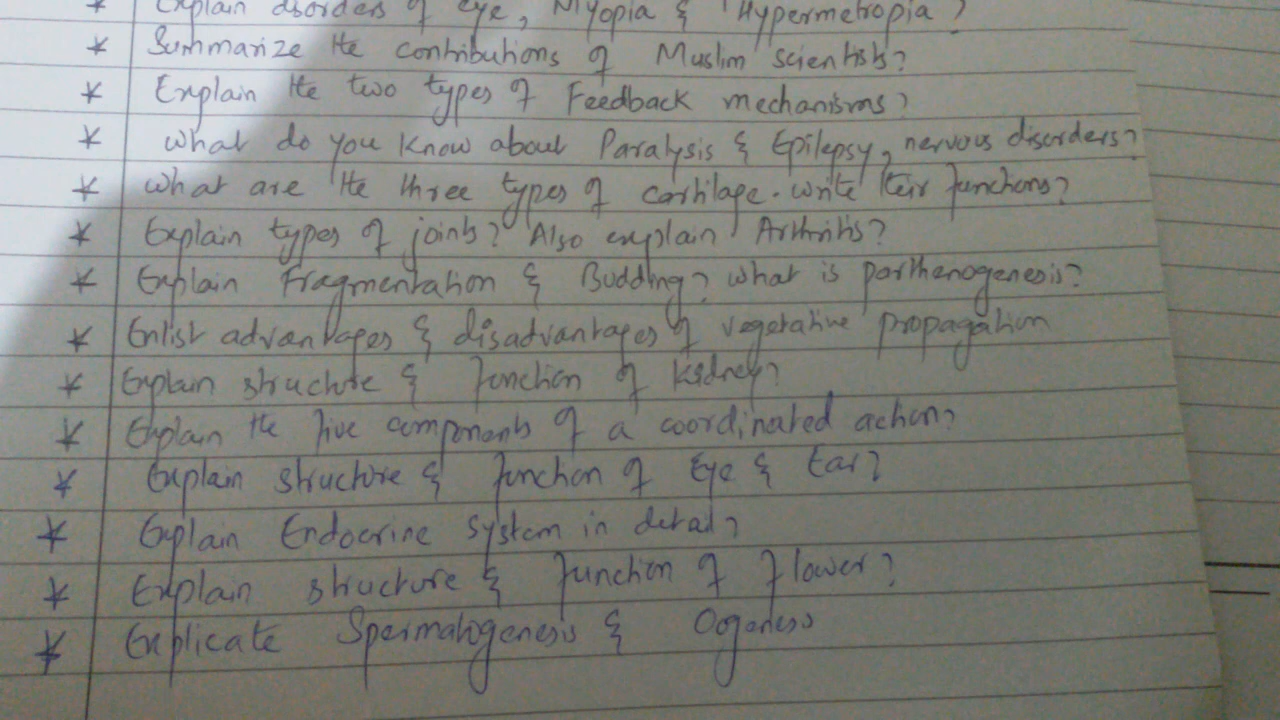 * Explain disorders of eye, Myopia & Hypermetropia?
* Summarize the contributions of Muslim scientists?
* Explain the two types of Feedback mechanisms?
* What do you know about Paralysis & Epilepsy, nervous disorders?
* What are the three types of cartilage. write their functions?
* Explain types of joints? Also explain Arthritis?
* Explain Fragmentation & Budding? what is parthenogenesis?
* Enlist advantages & disadvantages of vegetative propagation
* Explain structure & function of kidney?
* Explain the five components of a coordinated action?
* Explain structure & function of Eye & Ear?
* Explain Endocrine system in detail?
* Explain structure & function of flower?
* Explicate Spermatogenesis & Oogenesis